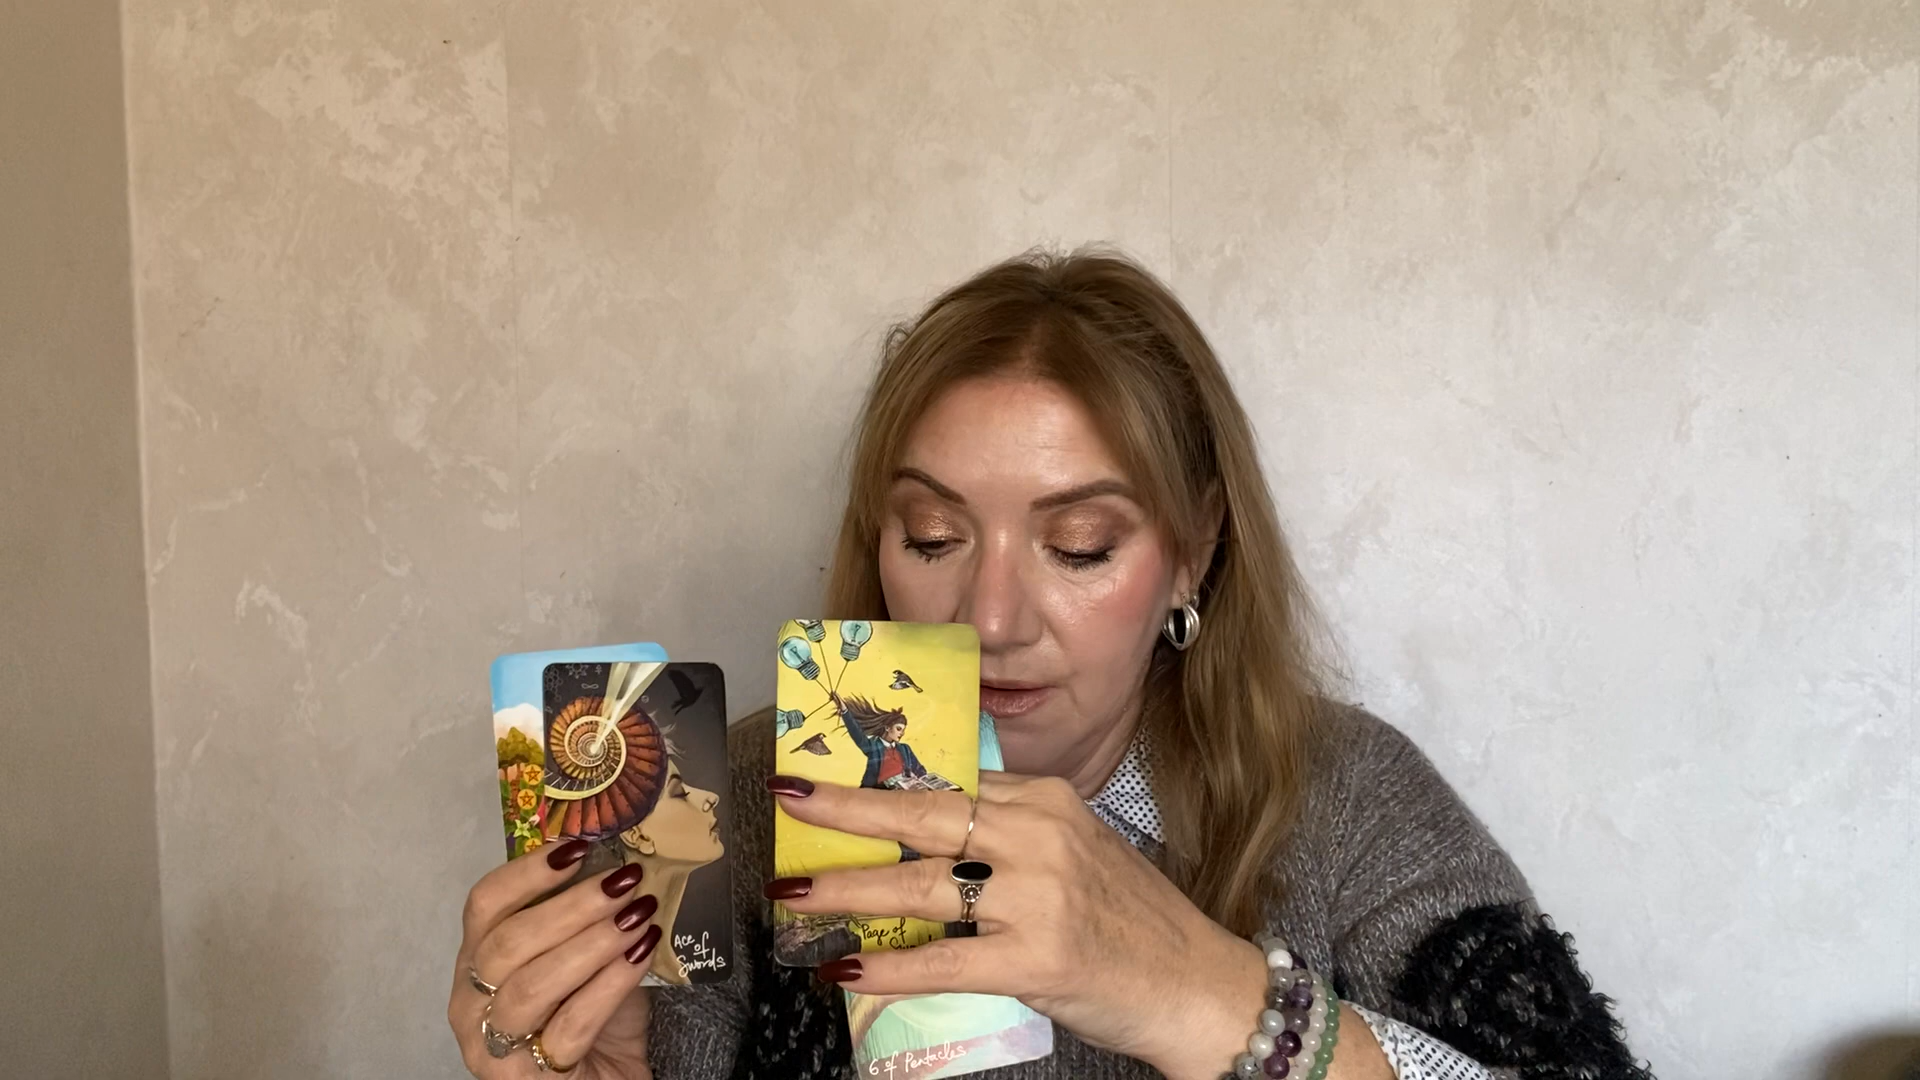 Ace
of
Swords
Page of
6 of Pentacles